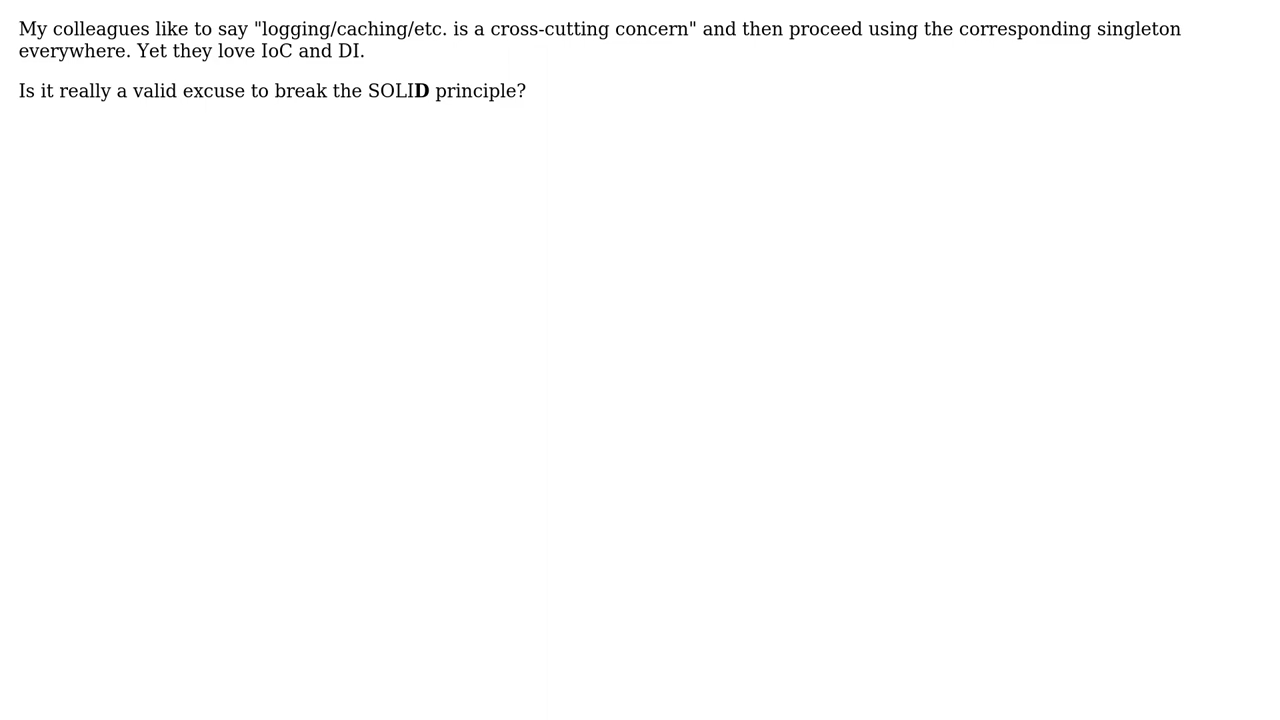 My colleagues like to say "logging/caching/etc. is a cross-cutting concern" and then proceed using the corresponding singleton
everywhere. Yet they love IoC and DI.
Is it really a valid excuse to break the SOLID principle?